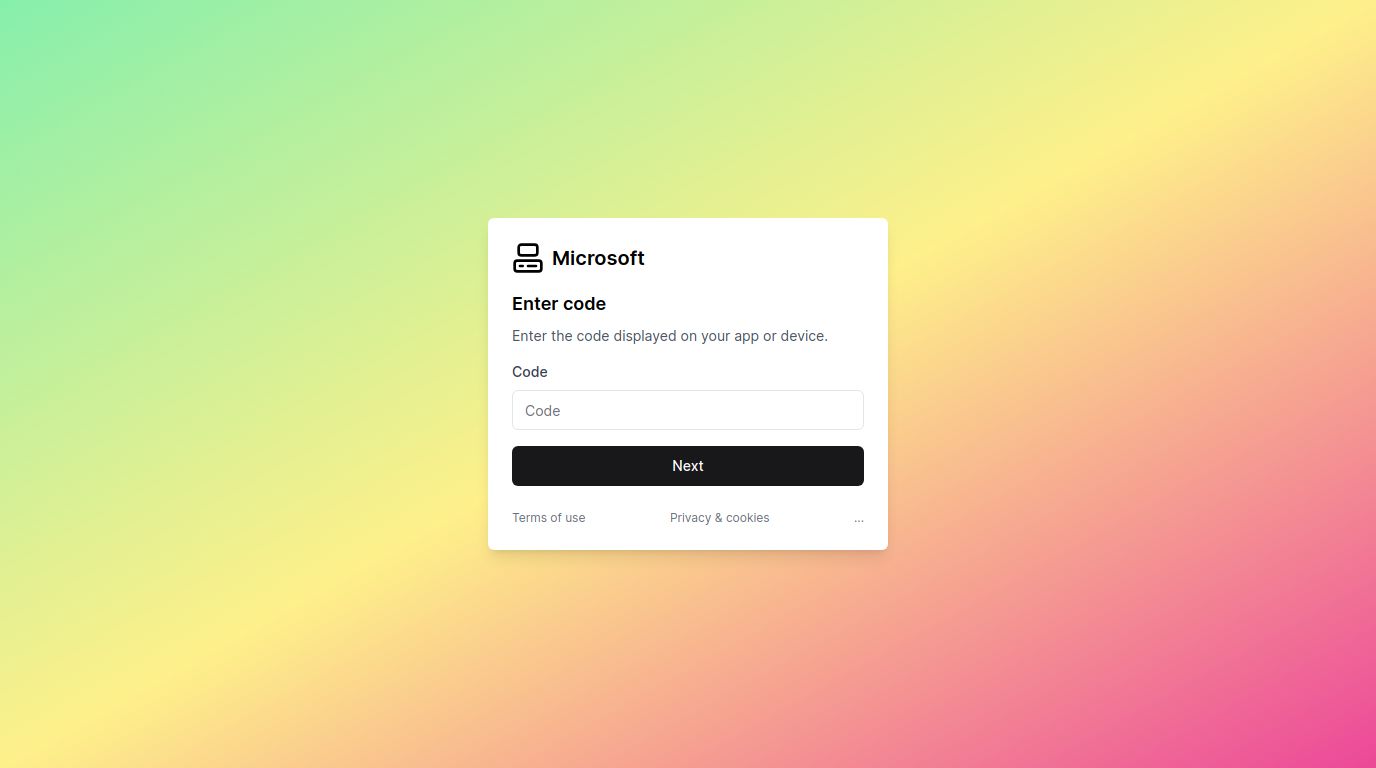 Microsoft
Enter code
Enter the code displayed on your app or device.
Code
Code
Next
Terms of use Privacy & cookies ...